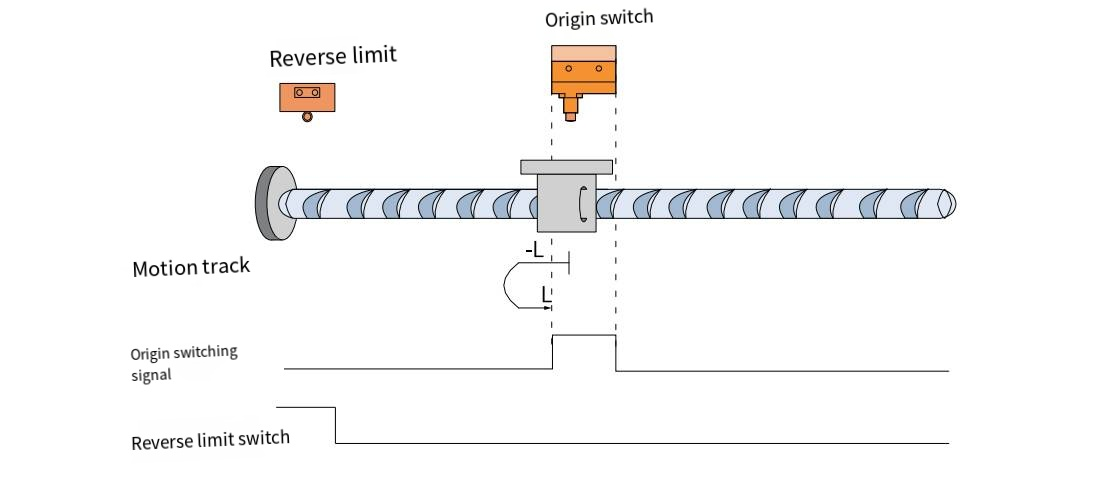 Origin switch
Reverse limit
-L
Motion track
L
Origin switching
signal
Reverse limit switch